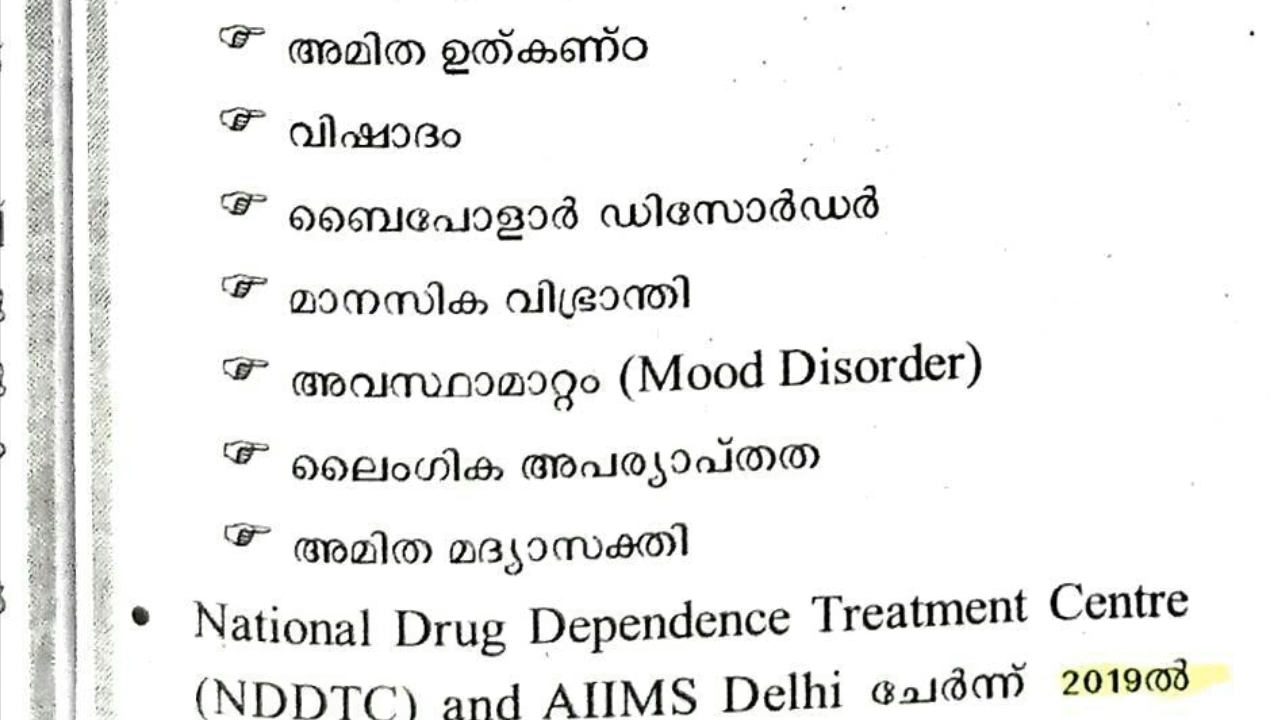 ☞ അമിത ഉത്കണ്ഠ
☞ വിഷാദം
☞ ബൈപോളാർ ഡിസോർഡർ
☞ മാനസിക വിഭ്രാന്തി
☞ അവസ്ഥാമാറ്റം (Mood Disorder)
☞ ലൈംഗിക അപര്യാപ്തത
☞ അമിത മദ്യാസക്തി
• National Drug Dependence Treatment Centre
(NDDTC) and AIIMS Delhi ചേർന്ന് 2019ൽ